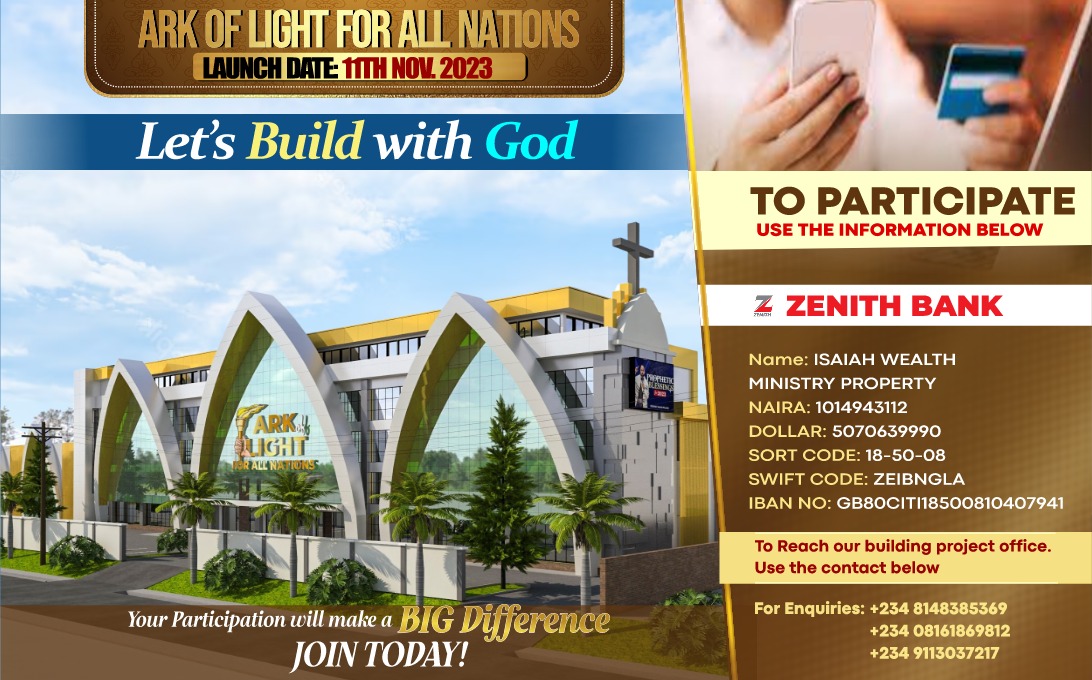 ARK OF LIGHT FOR ALL NATIONS
LAUNCH DATE: 11TH NOV. 2023
Let's Build with God
ARK of
LIGHT
FOR ALL NATIONS
PROPHETIC
BLESSINGS
Your Participation will make a BIG Difference
JOIN TODAY!
TO PARTICIPATE
USE THE INFORMATION BELOW
ZENITH
ZENITH BANK
Name: ISAIAH WEALTH
MINISTRY PROPERTY
NAIRA: 1014943112
DOLLAR: 5070639990
SORT CODE: 18-50-08
SWIFT CODE: ZEIBNGLA
IBAN NO: GB80CITI18500810407941
To Reach our building project office.
Use the contact below
For Enquiries: +234 8148385369
+234 08161869812
+234 9113037217